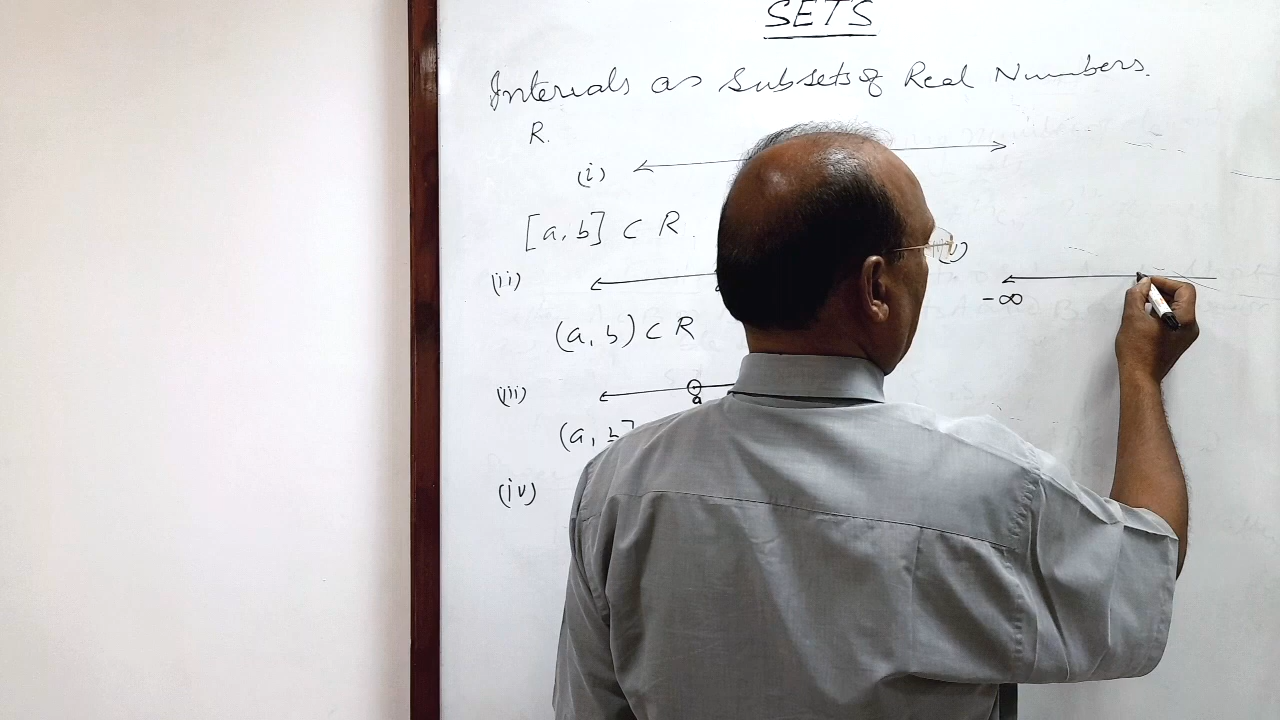 SETS
Intervals as Subsets of Real Numbers.
R.
(i)
[a, b] ⊂ R.
(ii)
(a, b) ⊂ R
(iii)
a
(a, b]
(iv)
-∞